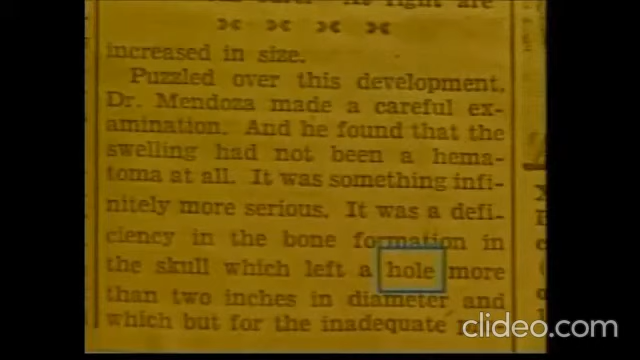 right are
increased in size.
Puzzled over this development,
Dr. Mendoza made a careful ex-
amination. And he found that the
swelling had not been a hema-
toma at all. It was something infi-
nitely more serious. It was a defi-
ciency in the bone formation in
the skull which left a hole more
than two inches in diameter and
which but for the inadequate
clideo.com